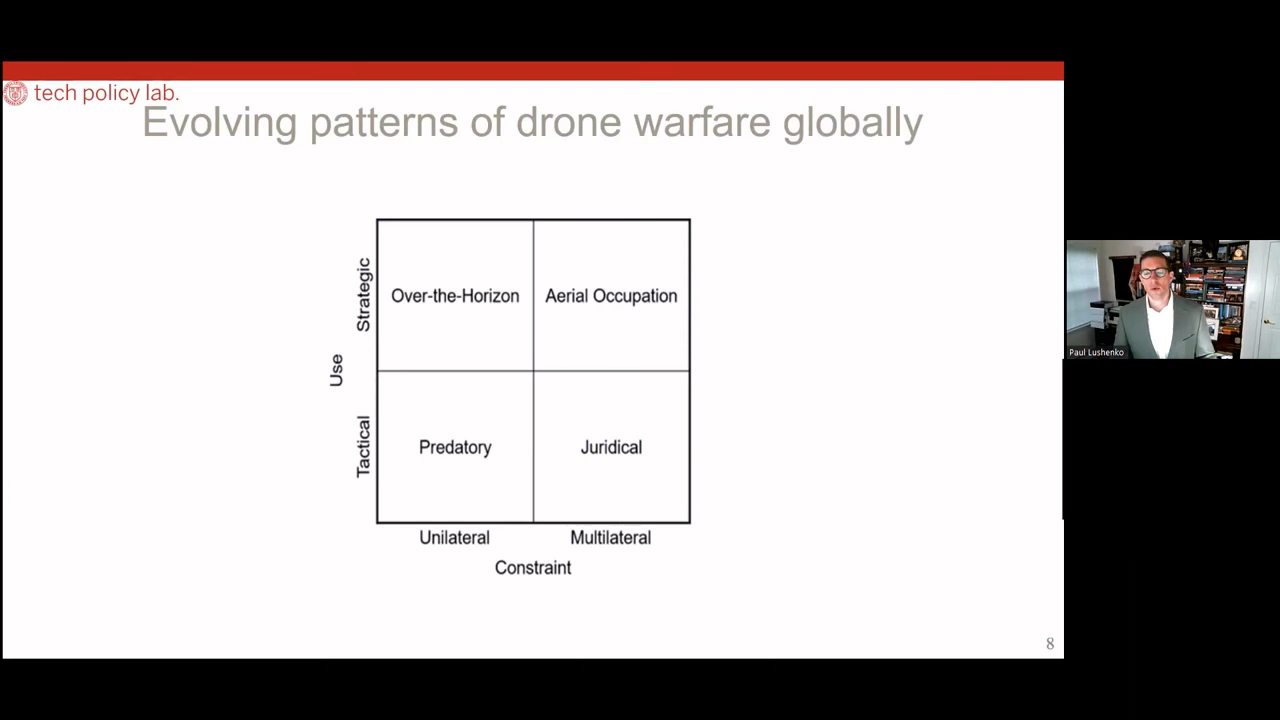 tech policy lab.
Evolving patterns of drone warfare globally
Use
Strategic
Over-the-Horizon
Aerial Occupation
Tactical
Predatory
Juridical
Unilateral
Multilateral
Constraint
8
Paul Lushenko